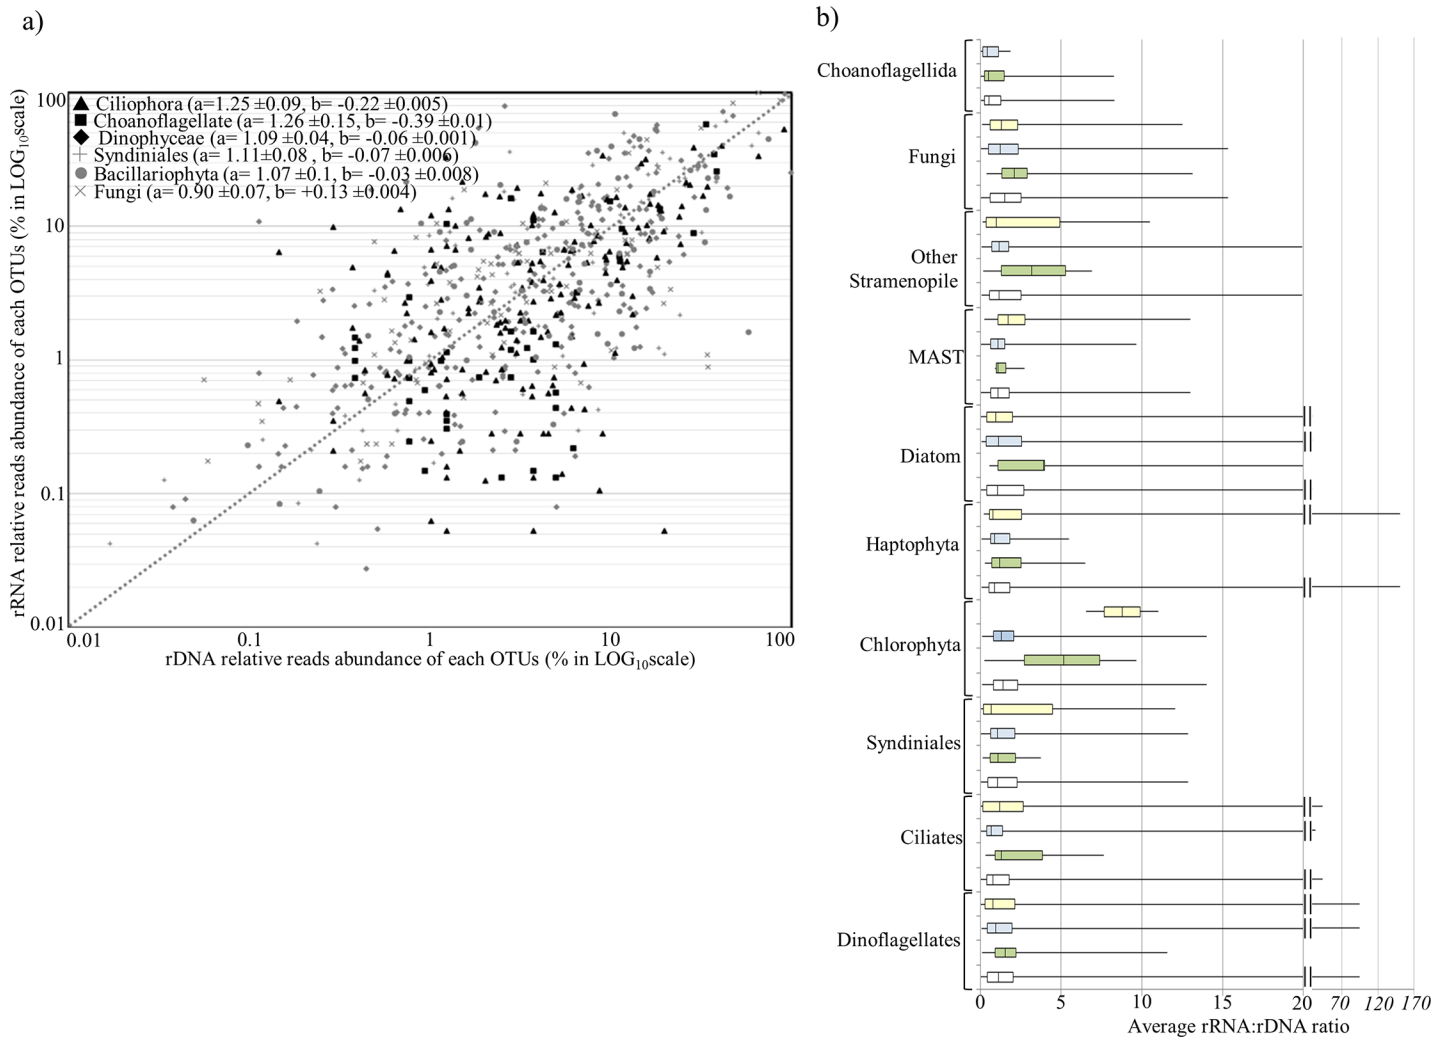 a)
100
▲ Ciliophora (a=1.25 ±0.09, b= -0.22 ±0.005)
■ Choanoflagellate (a= 1.26 ±0.15, b= -0.39 ±0.01)
◆ Dinophyceae (a= 1.09 ±0.04, b= -0.06 ±0.001)
+ Syndiniales (a= 1.11±0.08 , b= -0.07 ±0.006)
● Bacillariophyta (a= 1.07 ±0.1, b= -0.03 ±0.008)
× Fungi (a= 0.90 ±0.07, b= +0.13 ±0.004)
10
1
0.1
0.01
rRNA relative reads abundance of each OTUs (% in LOG₁₀scale)
0.01 0.1 1 10 100
rDNA relative reads abundance of each OTUs (% in LOG₁₀scale)
b)
Choanoflagellida
Fungi
Other
Stramenopile
MAST
Diatom
Haptophyta
Chlorophyta
Syndiniales
Ciliates
Dinoflagellates
0 5 10 15 20 70 120 170
Average rRNA:rDNA ratio